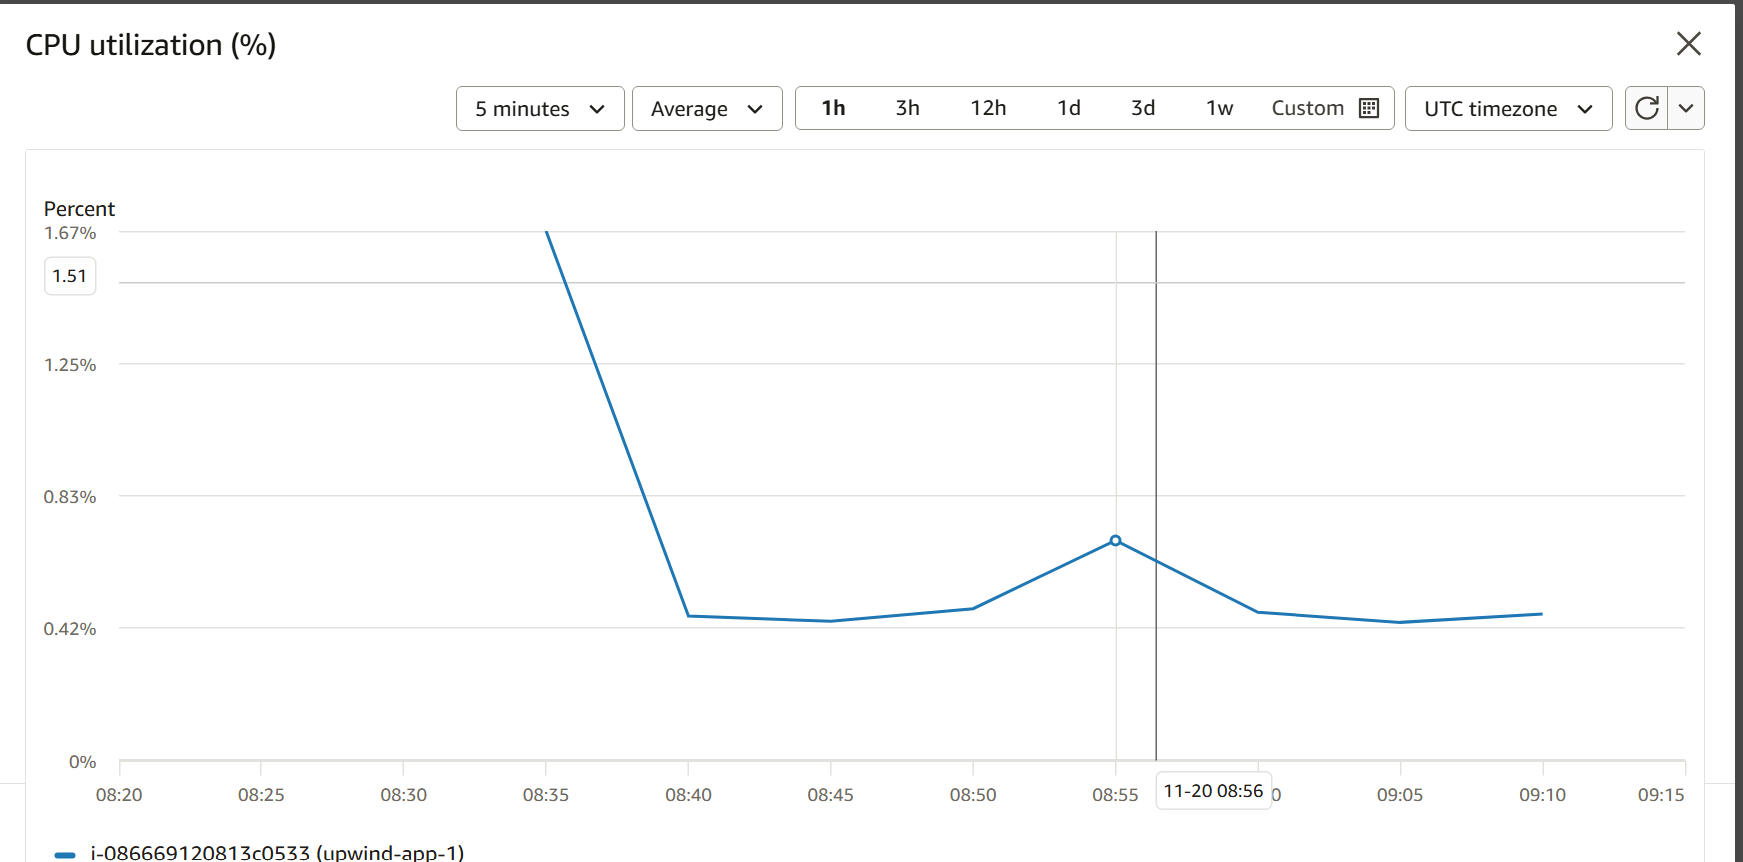 CPU utilization (%)
5 minutes Average 1h 3h 12h 1d 3d 1w Custom UTC timezone
Percent
1.67%
1.51
1.25%
0.83%
0.42%
0%
08:20 08:25 08:30 08:35 08:40 08:45 08:50 08:55 11-20 08:56 0 09:05 09:10 09:15
i-086669120813c0533 (upwind-app-1)